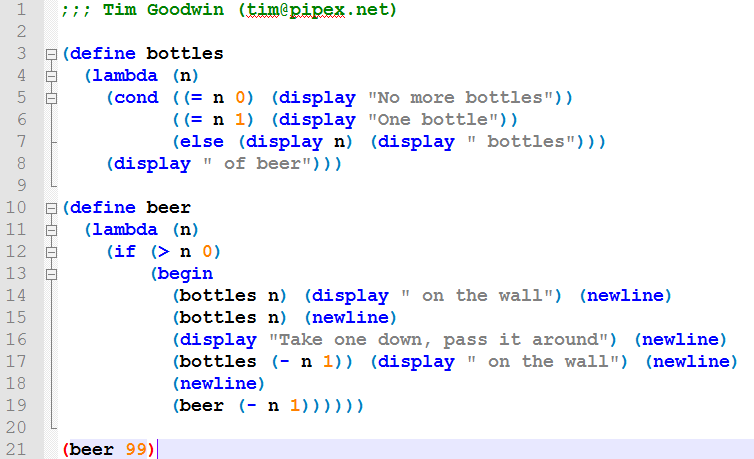 1 ;;; Tim Goodwin (tim@pipex.net)
2
3 (define bottles
4   (lambda (n)
5     (cond ((= n 0) (display "No more bottles"))
6           ((= n 1) (display "One bottle"))
7           (else (display n) (display " bottles")))
8     (display " of beer")))
9
10 (define beer
11   (lambda (n)
12     (if (> n 0)
13         (begin
14           (bottles n) (display " on the wall") (newline)
15           (bottles n) (newline)
16           (display "Take one down, pass it around") (newline)
17           (bottles (- n 1)) (display " on the wall") (newline)
18           (newline)
19           (beer (- n 1))))))
20
21 (beer 99)